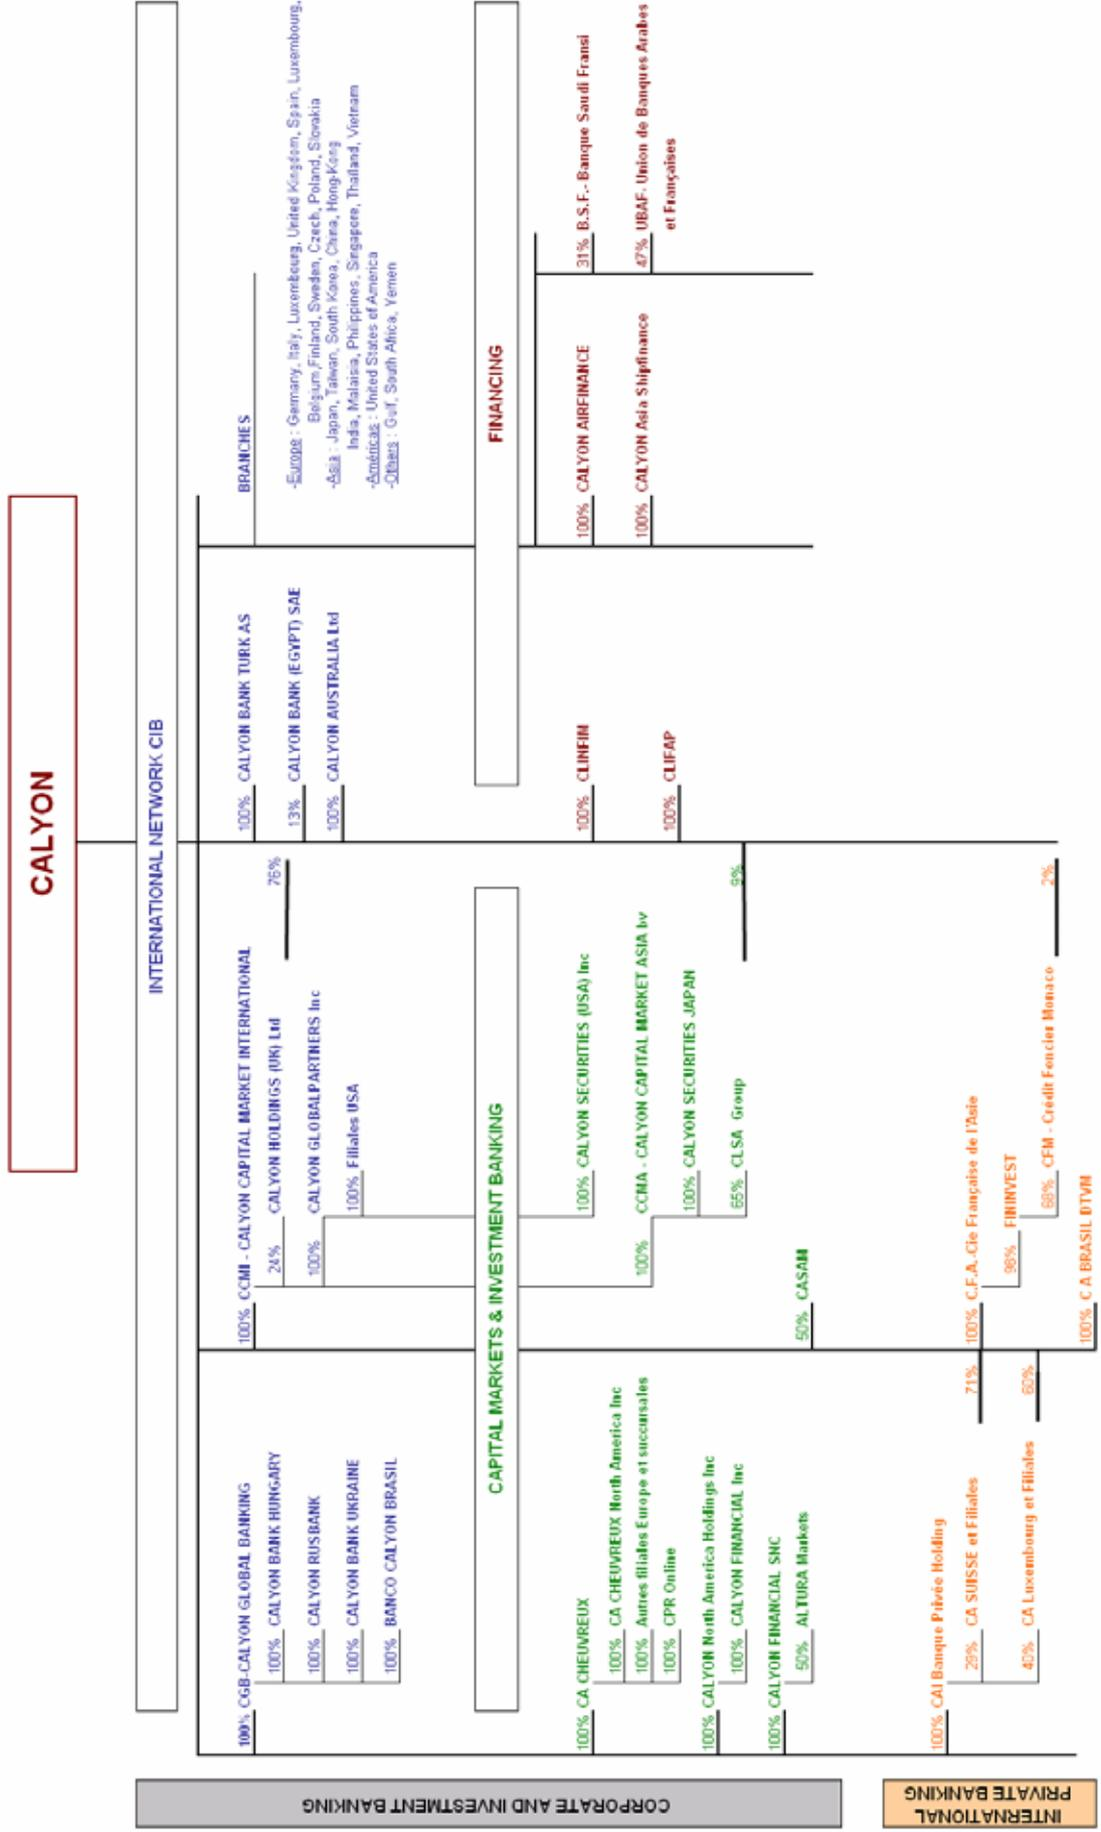 CALYON
INTERNATIONAL NETWORK CIB
100% CGB-CALYON GLOBAL BANKING
100% CALYON BANK HUNGARY
100% CALYON RUSBANK
100% CALYON BANK UKRAINE
100% BANCO CALYON BRASIL
100% CCMI - CALYON CAPITAL MARKET INTERNATIONAL
24% CALYON HOLDINGS (UK) Ltd 76%
100% CALYON GLOBALPARTNERS Inc
100% Filiales USA
100% CALYON BANK TURK AS
13% CALYON BANK (EGYPT) SAE
100% CALYON AUSTRALIA Ltd
BRANCHES
-Europe : Germany, Italy, Luxembourg, United Kingdom, Spain, Luxembourg,
Belgium,Finland, Sweden, Czech, Poland, Slovakia
-Asia : Japan, Taïwan, South Korea, China, Hong-Kong
India, Malaisia, Philippines, Singapore, Thaïland, Vietnam
-Américas : United States of America
-Others : Gulf, South Africa, Yemen
CAPITAL MARKETS & INVESTMENT BANKING
100% CA CHEUVREUX
100% CA CHEUVREUX North America Inc
100% Autres filiales Europe et succursales
100% CPR Online
100% CALYON North America Holdings Inc
100% CALYON FINANCIAL Inc
100% CALYON FINANCIAL SNC
50% ALTURA Markets
100% CALYON SECURITIES (USA) Inc
100% CCMA - CALYON CAPITAL MARKET ASIA bv
100% CALYON SECURITIES JAPAN
65% CLSA Group 9%
50% CASAM
FINANCING
100% CLINFIN
100% CLIFAP
100% CALYON AIRFINANCE
100% CALYON Asia Shipfinance
31% B.S.F.- Banque Saudi Fransi
47% UBAF- Union de Banques Arabes
et Françaises
100% CAI Banque Privée Holding
29% CA SUISSE et Filiales 71%
40% CA Luxembourg et Filiales 60%
100% C.F.A. -Cie Française de l'Asie
98% FININVEST
68% CFM - Crédit Foncier Monaco 2%
100% C A BRASIL DTVM
CORPORATE AND INVESTMENT BANKING
INTERNATIONAL
PRIVATE BANKING